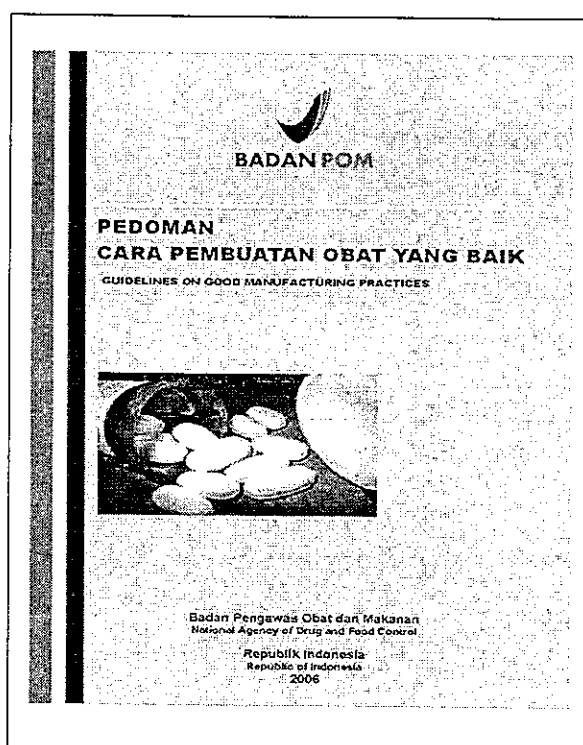 BADAN POM
PEDOMAN
CARA PEMBUATAN OBAT YANG BAIK
GUIDELINES ON GOOD MANUFACTURING PRACTICES
Badan Pengawas Obat dan Makanan
National Agency of Drug and Food Control
Republik Indonesia
Republic of Indonesia
2006